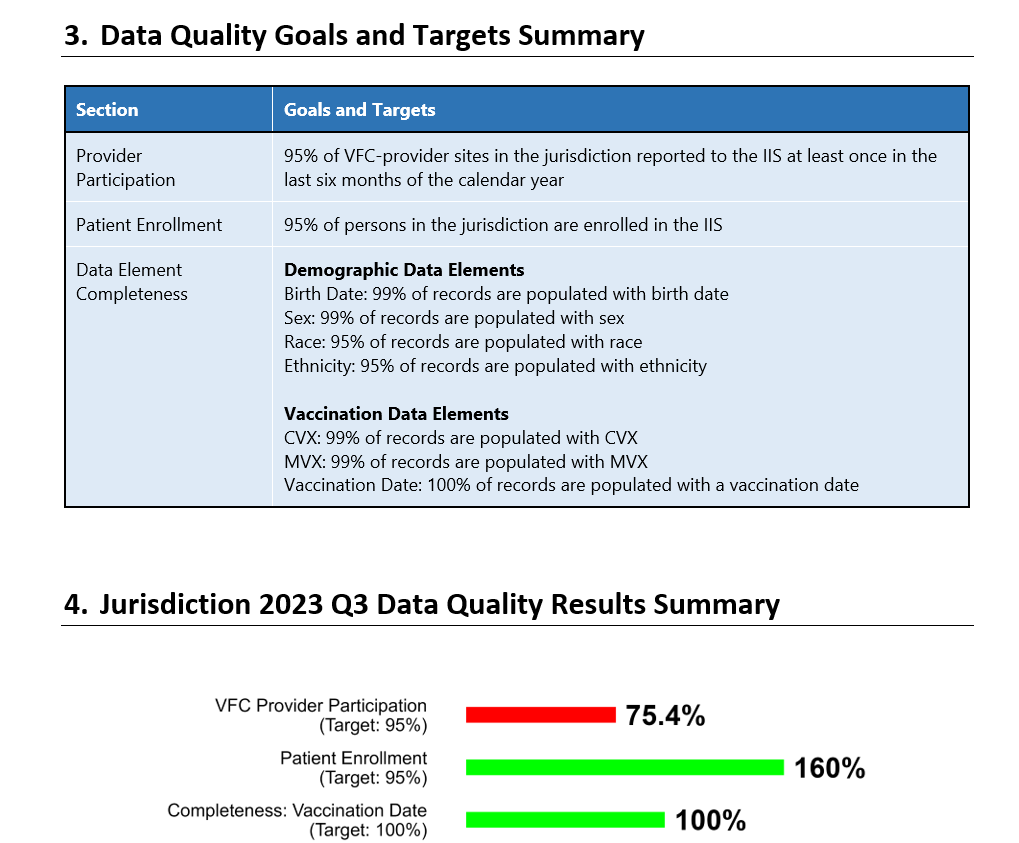 3. Data Quality Goals and Targets Summary
Section
Goals and Targets
Provider
Participation
95% of VFC-provider sites in the jurisdiction reported to the IIS at least once in the
last six months of the calendar year
Patient Enrollment
95% of persons in the jurisdiction are enrolled in the IIS
Data Element
Completeness
Demographic Data Elements
Birth Date: 99% of records are populated with birth date
Sex: 99% of records are populated with sex
Race: 95% of records are populated with race
Ethnicity: 95% of records are populated with ethnicity
Vaccination Data Elements
CVX: 99% of records are populated with CVX
MVX: 99% of records are populated with MVX
Vaccination Date: 100% of records are populated with a vaccination date
4. Jurisdiction 2023 Q3 Data Quality Results Summary
VFC Provider Participation
(Target: 95%)
75.4%
Patient Enrollment
(Target: 95%)
160%
Completeness: Vaccination Date
(Target: 100%)
100%